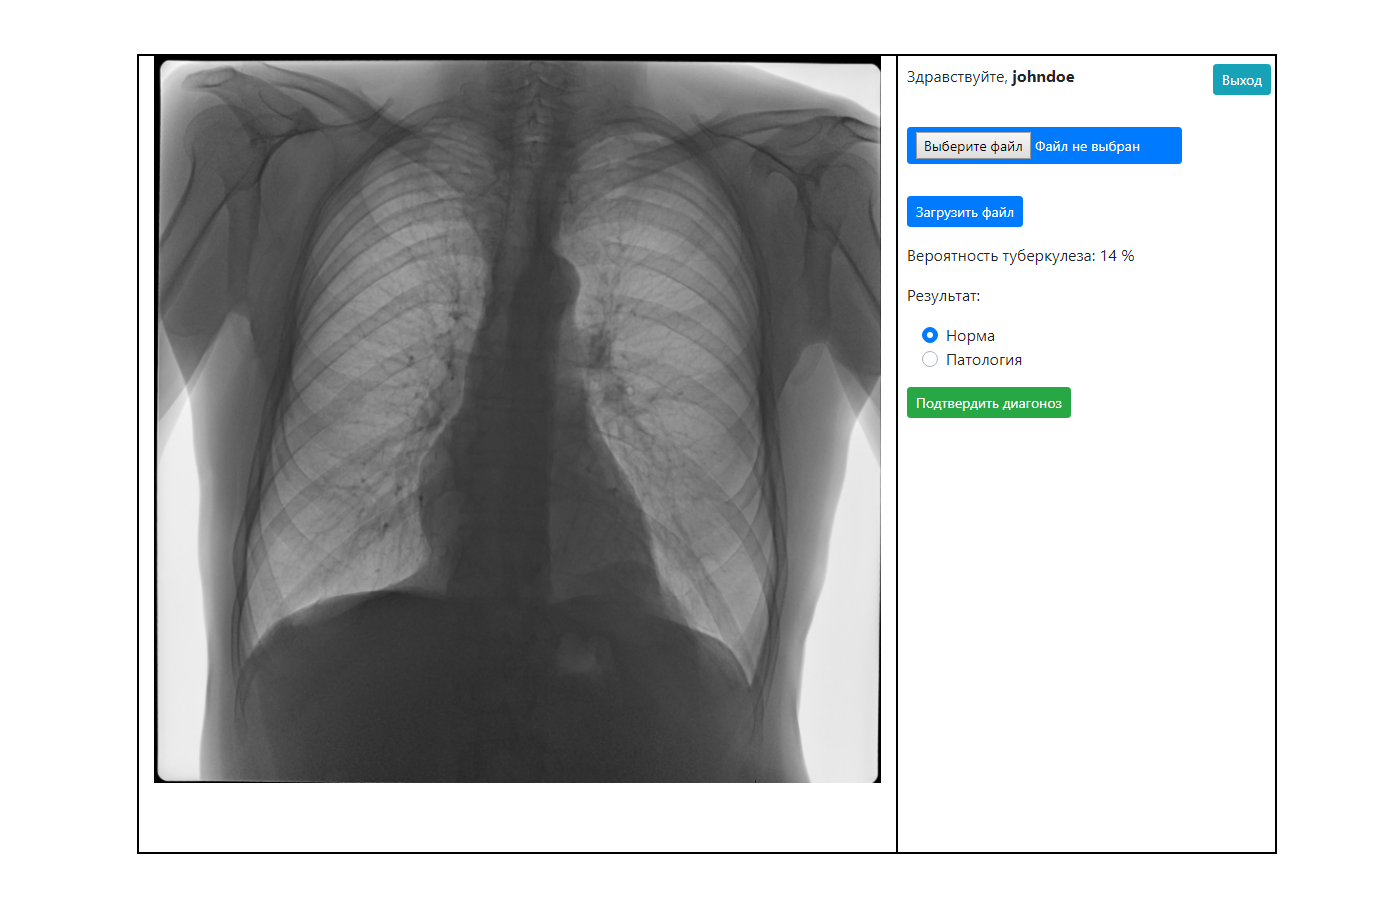 Здравствуйте, johndoe
Выход
Выберите файл Файл не выбран
Загрузить файл
Вероятность туберкулеза: 14 %
Результат:
Норма
Патология
Подтвердить диагоноз